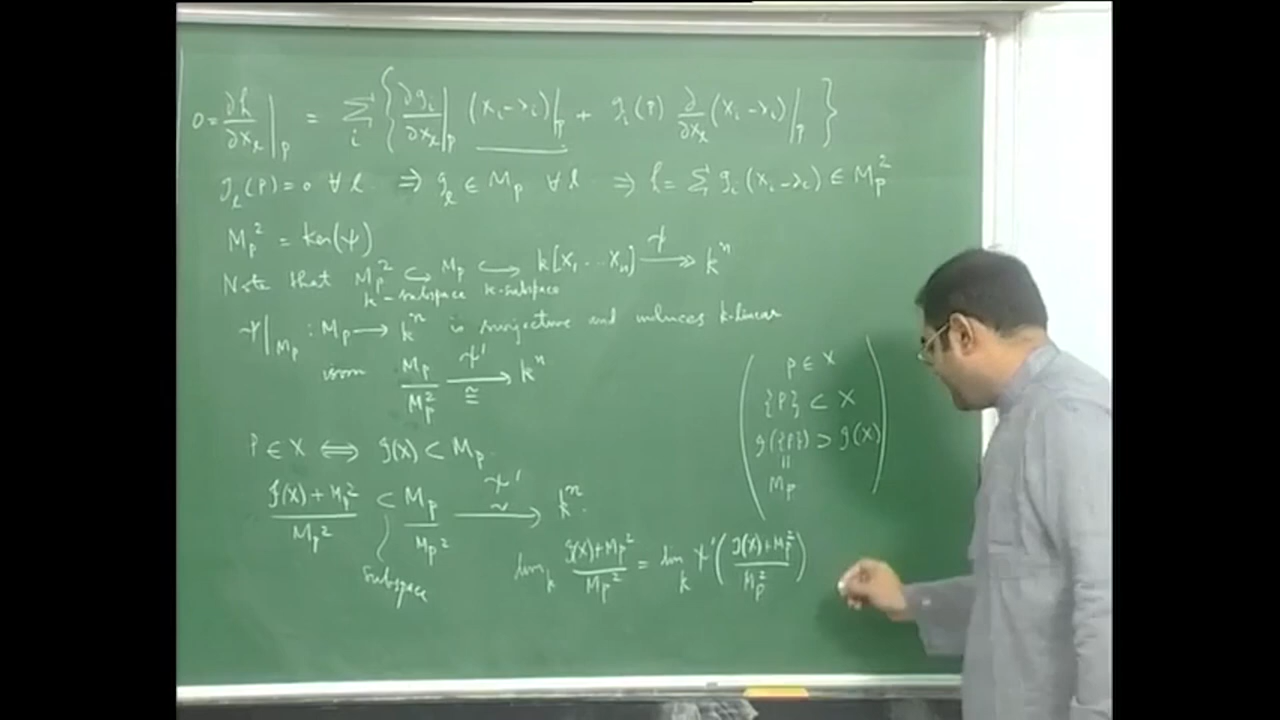 0 = ∂h/∂x_l |_p = Σ_i { ∂g_i/∂x_l |_p (x_i - λ_i)|_p + g_i(p) ∂/∂x_l (x_i - λ_i)|_p }
g_l(P) = 0 ∀ l ⇒ g_l ∈ M_p ∀ l ⇒ h = Σ g_i (x_i - λ_i) ∈ M_p^2
M_p^2 = ker(ψ)
Note that M_p^2 ↪ M_p ↪ k[x_1 ... x_n] ψ ↠ k^n
k-subspace k-subspace
ψ|_{M_p} : M_p → k^n is surjective and induces k-linear
isom M_p/M_p^2 ψ' ≅ → k^n
P ∈ X ⇔ I(X) ⊂ M_p.
(I(X) + M_p^2)/M_p^2 ⊂ M_p/M_p^2 ψ' ~ → k^n.
subspace
dim_k (I(X) + M_p^2)/M_p^2 = dim_k ψ'((I(X) + M_p^2)/M_p^2)
P ∈ X
{P} ⊂ X
I({P}) ⊃ I(X)
||
M_p